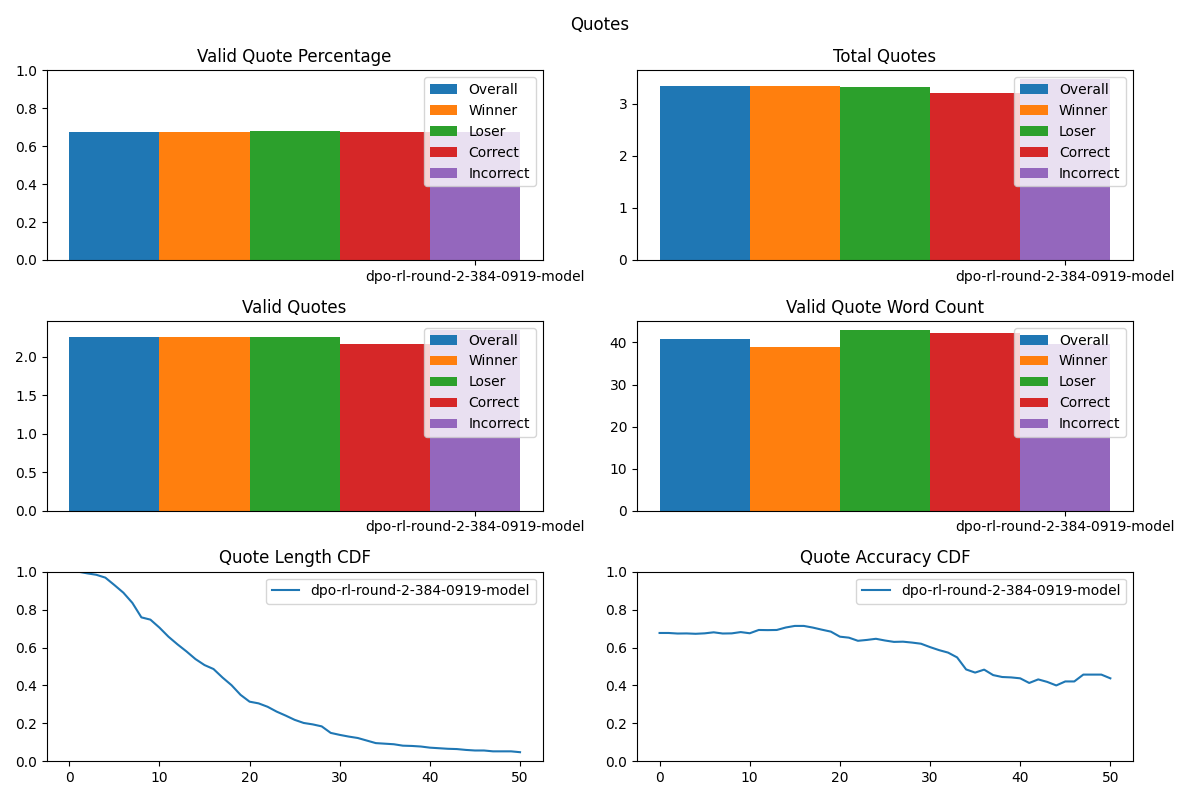 Quotes
Valid Quote Percentage
1.0
0.8
0.6
0.4
0.2
0.0
Overall
Winner
Loser
Correct
Incorrect
dpo-rl-round-2-384-0919-model
Total Quotes
3
2
1
0
Overall
Winner
Loser
Correct
Incorrect
dpo-rl-round-2-384-0919-model
Valid Quotes
2.0
1.5
1.0
0.5
0.0
Overall
Winner
Loser
Correct
Incorrect
dpo-rl-round-2-384-0919-model
Valid Quote Word Count
40
30
20
10
0
Overall
Winner
Loser
Correct
Incorrect
dpo-rl-round-2-384-0919-model
Quote Length CDF
1.0
0.8
0.6
0.4
0.2
0.0
dpo-rl-round-2-384-0919-model
0 10 20 30 40 50
Quote Accuracy CDF
1.0
0.8
0.6
0.4
0.2
0.0
dpo-rl-round-2-384-0919-model
0 10 20 30 40 50